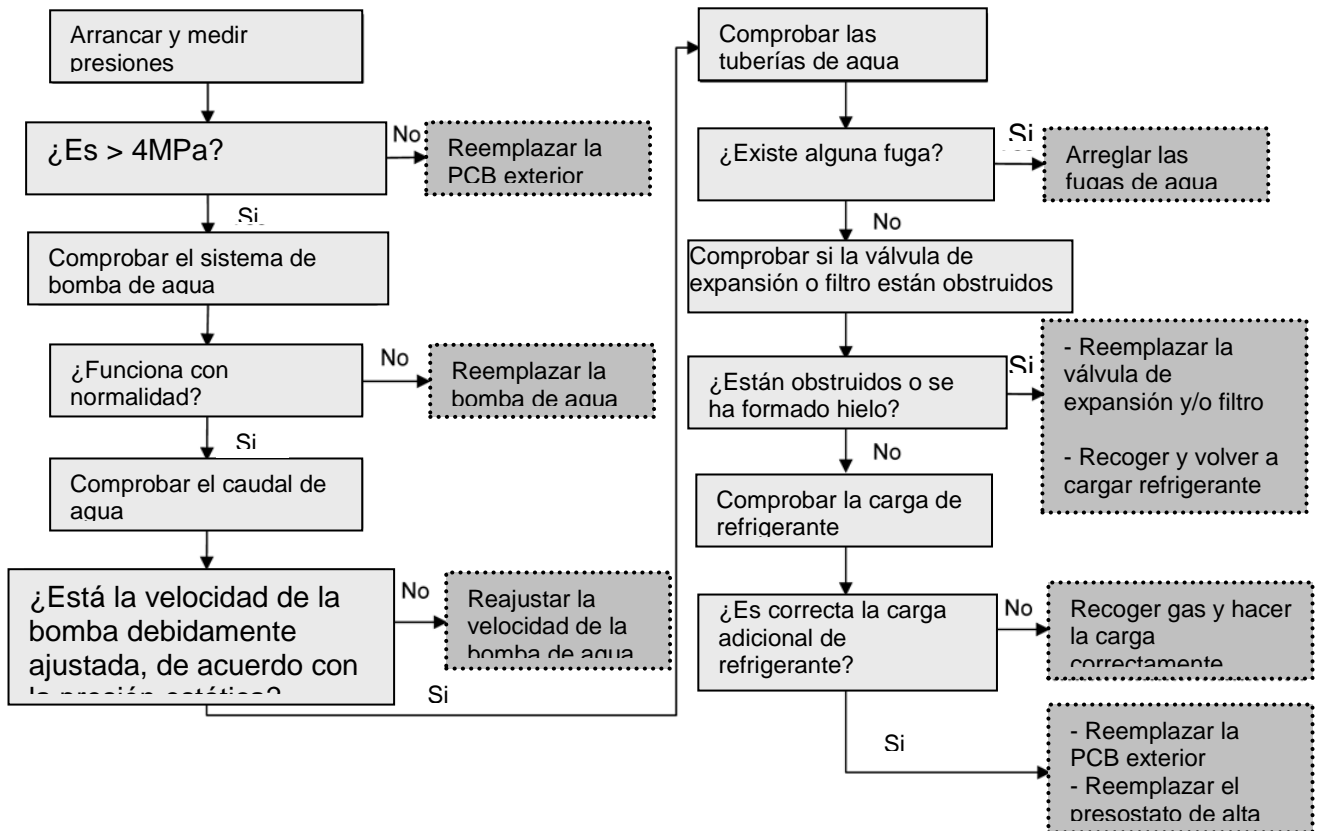 Arrancar y medir
presiones
¿Es > 4MPa?
No
Reemplazar la
PCB exterior
Si
Comprobar el sistema de
bomba de agua
¿Funciona con
normalidad?
No
Reemplazar la
bomba de agua
Si
Comprobar el caudal de
agua
¿Está la velocidad de la
bomba debidamente
ajustada, de acuerdo con
la presión estática?
No
Reajustar la
velocidad de la
bomba de agua
Si
Comprobar las
tuberías de agua
¿Existe alguna fuga?
Si
Arreglar las
fugas de agua
No
Comprobar si la válvula de
expansión o filtro están obstruidos
¿Están obstruidos o se
ha formado hielo?
Si
- Reemplazar la
válvula de
expansión y/o filtro
- Recoger y volver a
cargar refrigerante
No
Comprobar la carga de
refrigerante
¿Es correcta la carga
adicional de
refrigerante?
No
Recoger gas y hacer
la carga
correctamente
Si
- Reemplazar la
PCB exterior
- Reemplazar el
presostato de alta